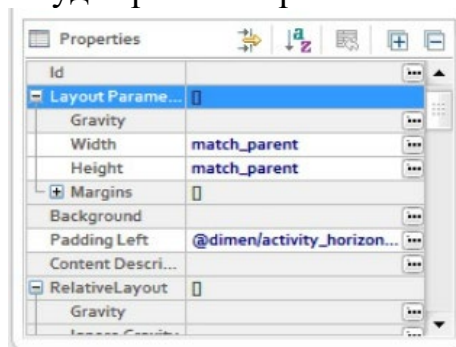 Properties
Id
Layout Parame... []
Gravity
Width match_parent
Height match_parent
Margins []
Background
Padding Left @dimen/activity_horizon...
Content Descri...
RelativeLayout []
Gravity